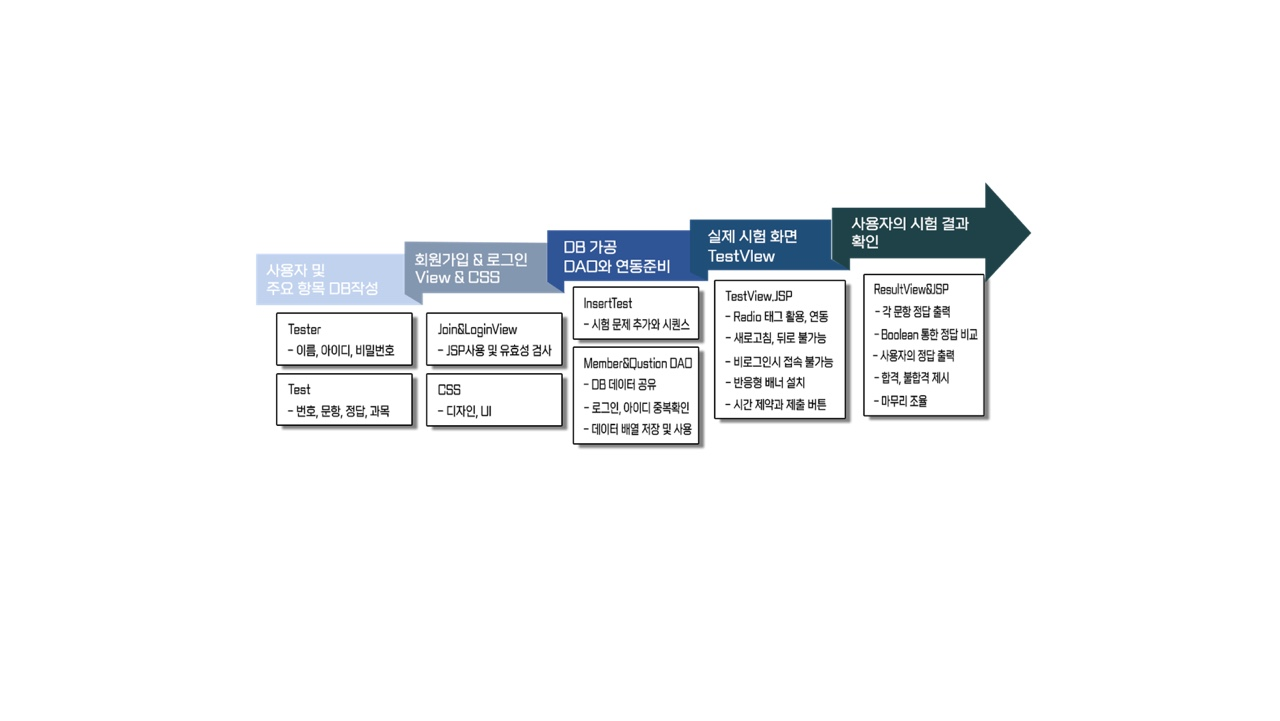 사용자 및
주요 항목 DB작성
Tester
- 이름, 아이디, 비밀번호
Test
- 번호, 문항, 정답, 과목
회원가입 & 로그인
View & CSS
Join&LoginView
- JSP사용 및 유효성 검사
CSS
- 디자인, UI
DB 가공
DAO와 연동준비
InsertTest
- 시험 문제 추가와 시퀀스
Member&Qustion DAO
- DB 데이터 공유
- 로그인, 아이디 중복확인
- 데이터 배열 저장 및 사용
실제 시험 화면
TestVIew
TestView.JSP
- Radio 태그 활용, 연동
- 새로고침, 뒤로 불가능
- 비로그인시 접속 불가능
- 반응형 배너 설치
- 시간 제약과 제출 버튼
사용자의 시험 결과
확인
ResultView&JSP
- 각 문항 정답 출력
- Boolean 통한 정답 비교
- 사용자의 정답 출력
- 합격, 불합격 제시
- 마무리 조율